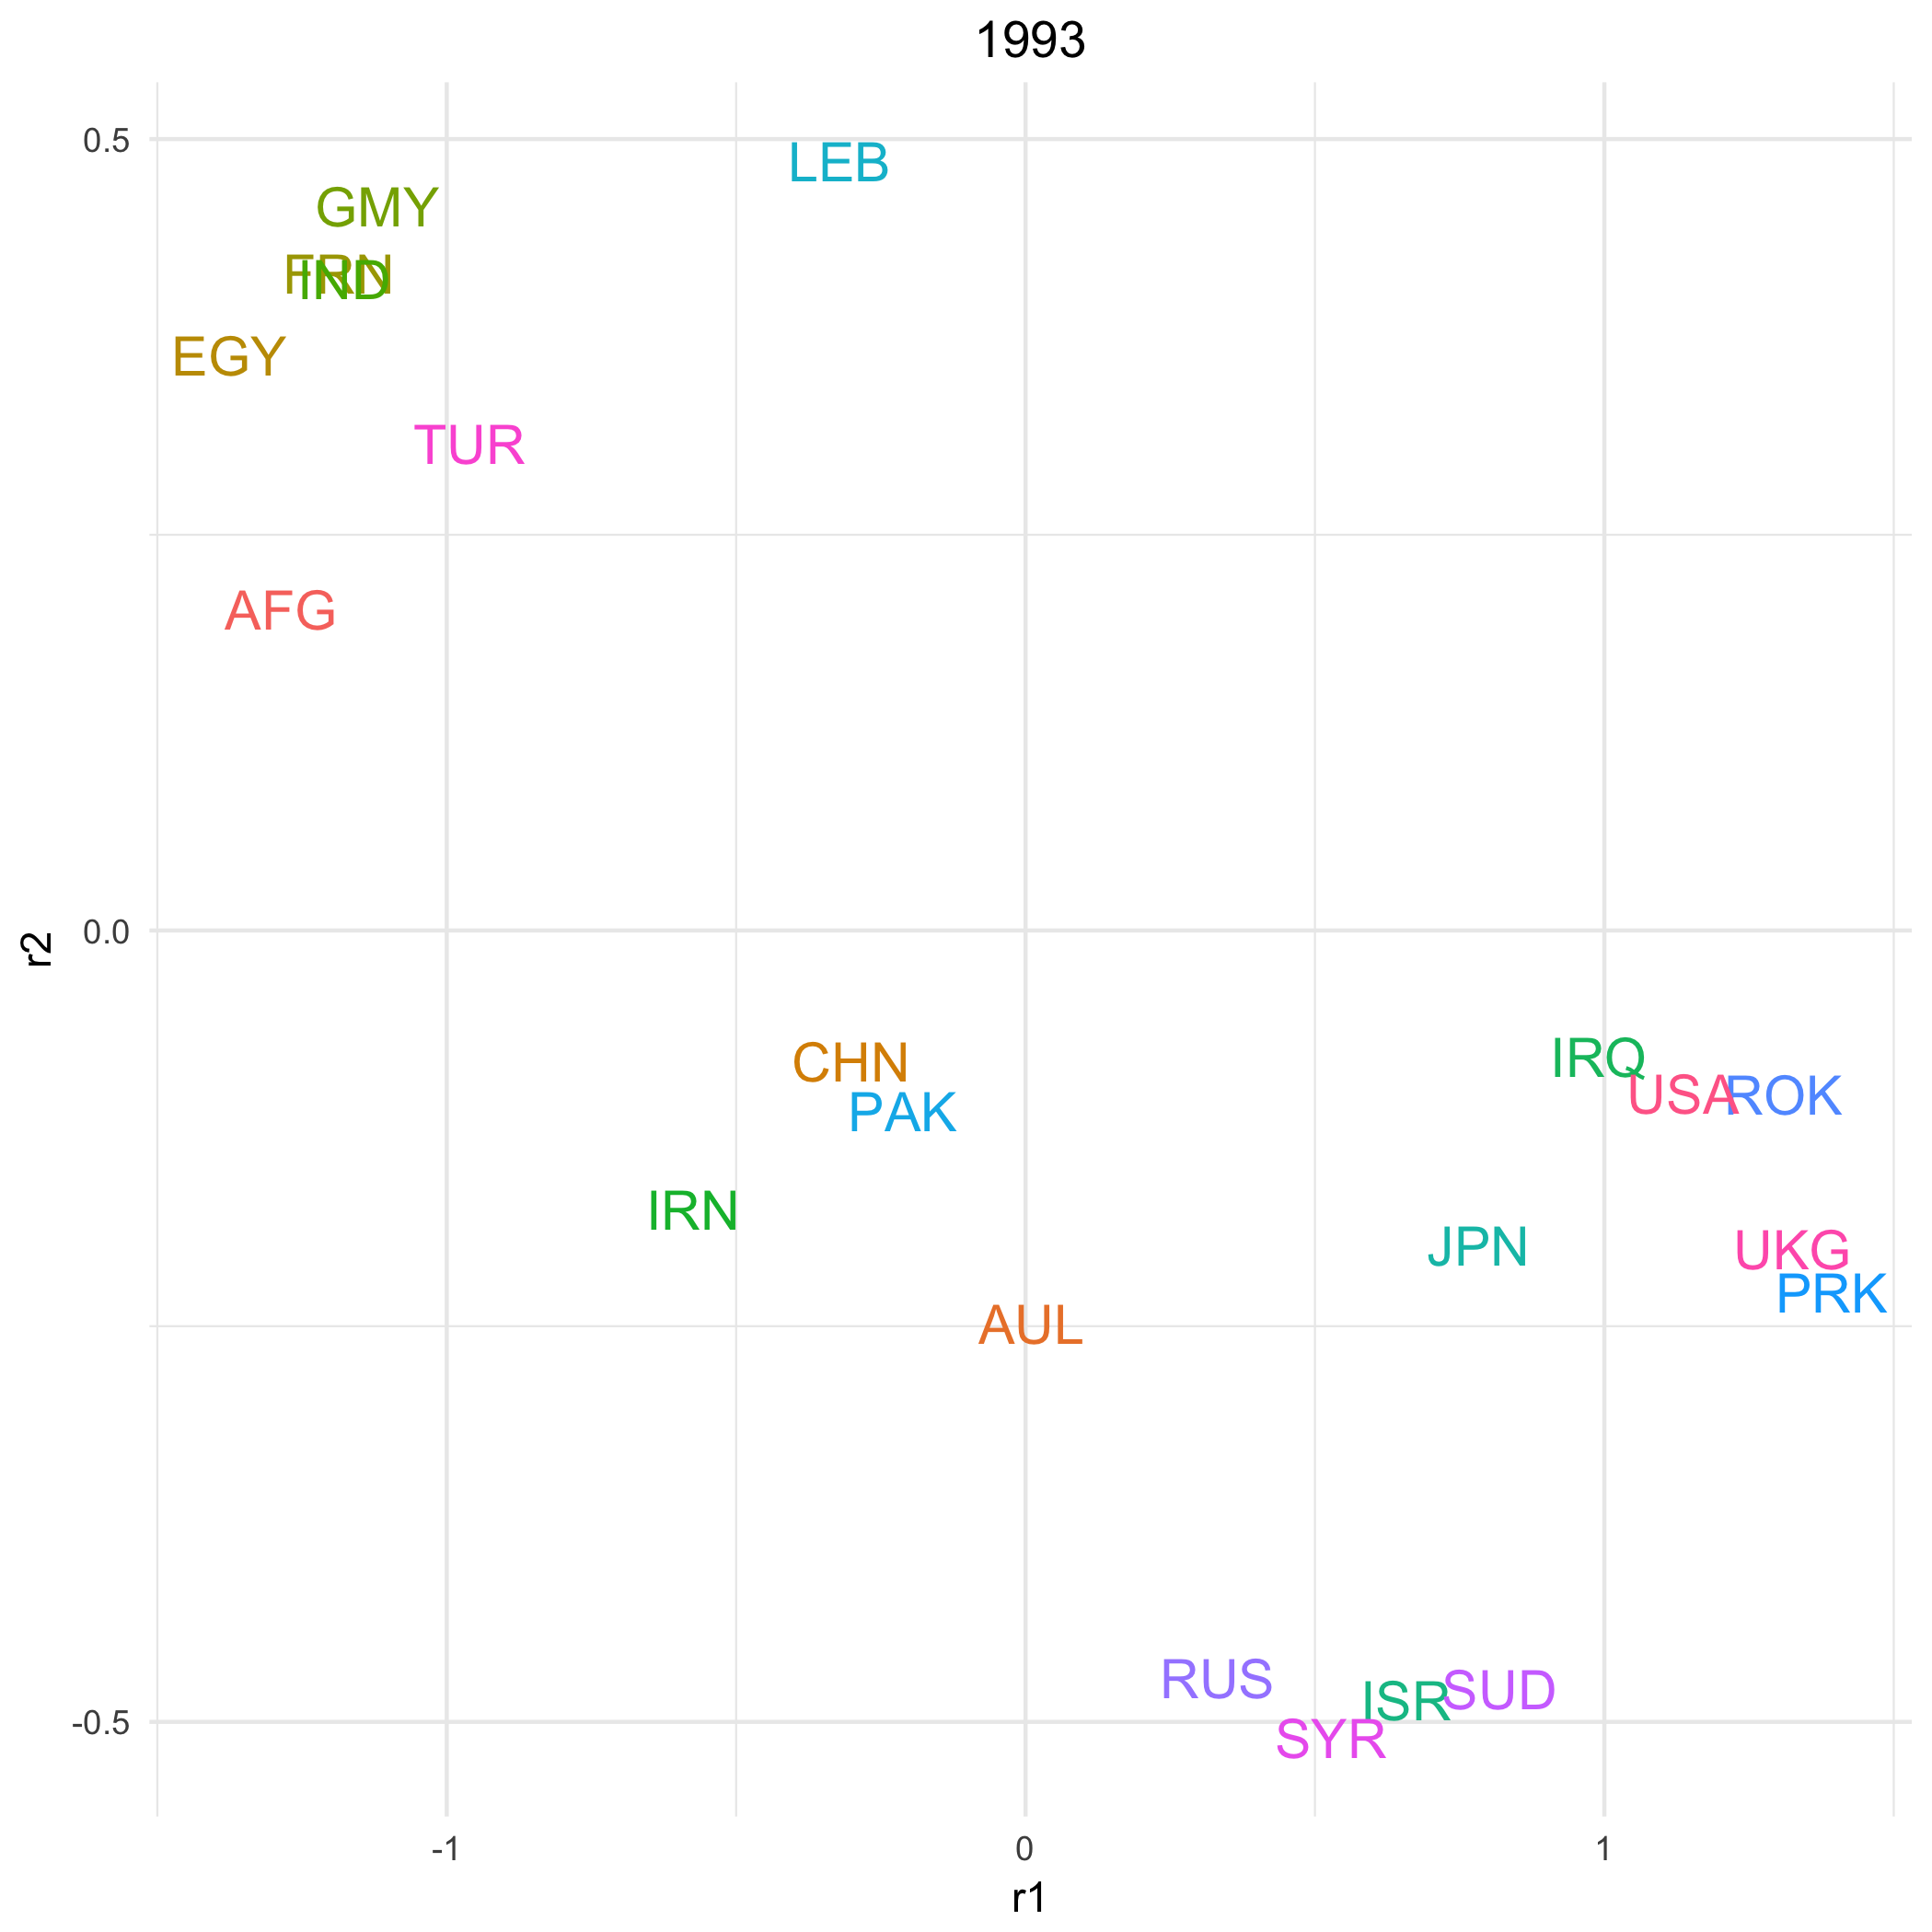 1993
0.5
LEB
GMY
FRN
IND
EGY
TUR
AFG
r2
0.0
CHN
IRQ
USA
ROK
PAK
IRN
JPN
UKG
PRK
AUL
RUS
SUD
ISR
-0.5
SYR
-1
0
1
r1